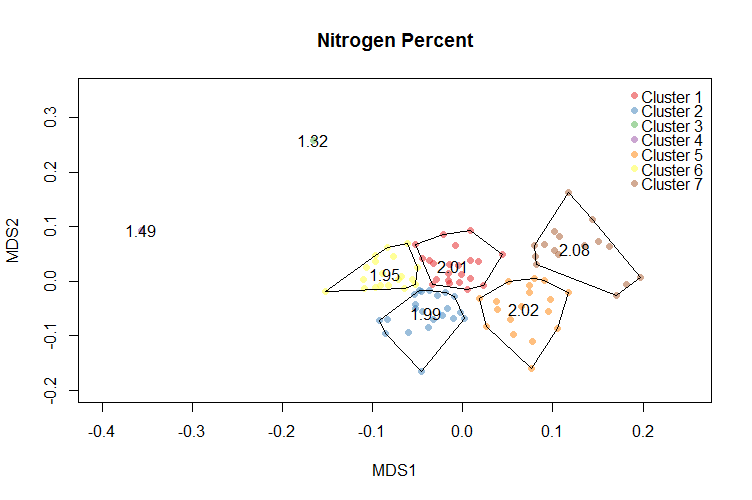 Nitrogen Percent
Cluster 1
Cluster 2
Cluster 3
Cluster 4
Cluster 5
Cluster 6
Cluster 7
1.32
1.49
2.08
2.01
1.95
2.02
1.99
MDS2
0.3
0.2
0.1
0.0
-0.1
-0.2
-0.4
-0.3
-0.2
-0.1
0.0
0.1
0.2
MDS1